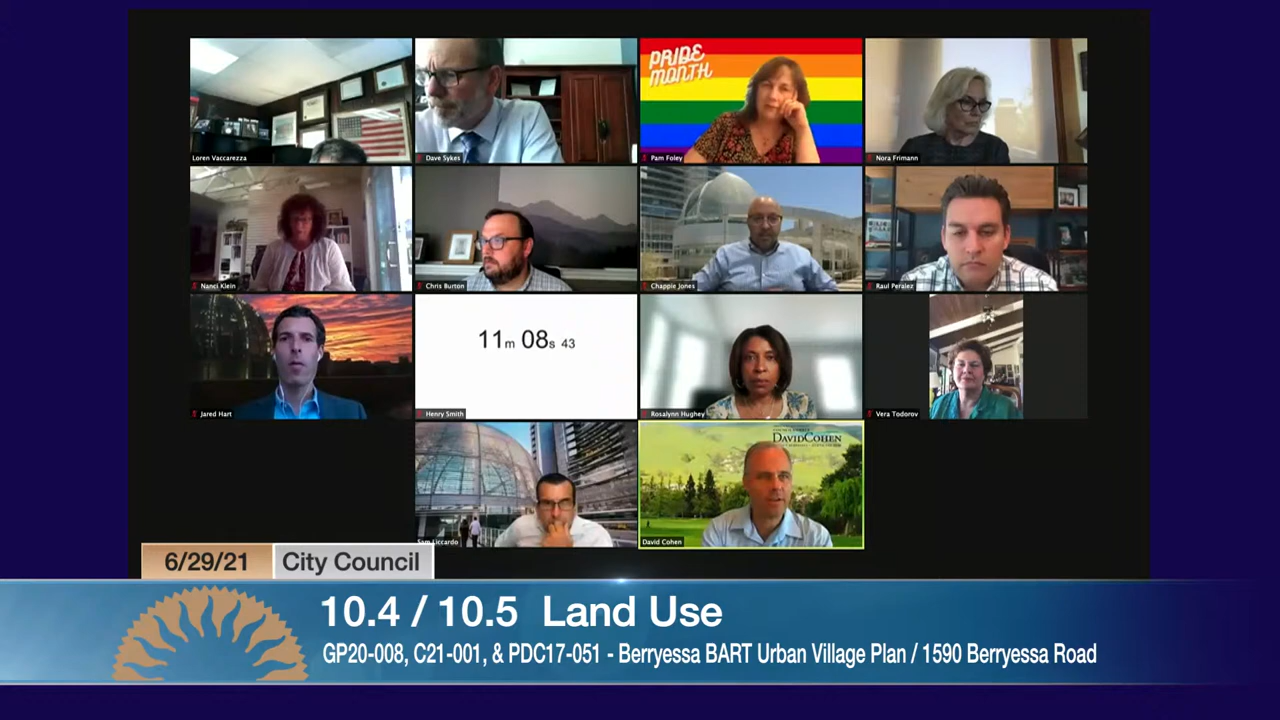 PRIDE
MONTH
Loren Vaccarezza
Dave Sykes
Pam Foley
Nora Frimann
Nanci Klein
Chris Burton
Chappie Jones
Raul Peralez
11m 08s 43
Jared Hart
Henry Smith
Rosalynn Hughey
Vera Todorov
DAVIDCOHEN
Sam Liccardo
David Cohen
6/29/21 City Council
10.4 / 10.5 Land Use
GP20-008, C21-001, & PDC17-051 - Berryessa BART Urban Village Plan / 1590 Berryessa Road